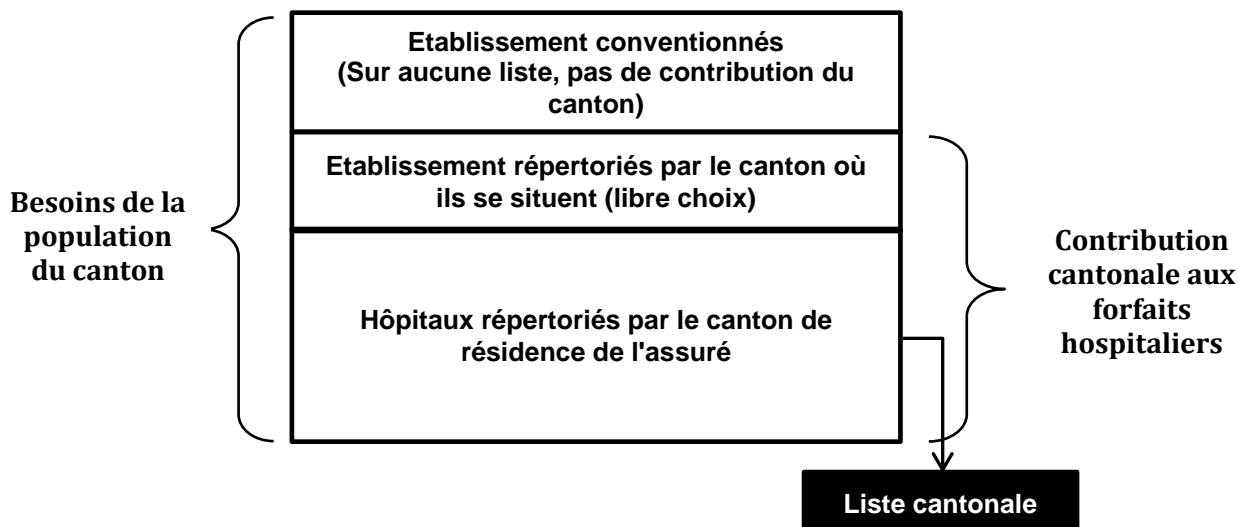 Etablissement conventionnés
(Sur aucune liste, pas de contribution du
canton)
Etablissement répertoriés par le canton où
ils se situent (libre choix)
Besoins de la
population
du canton
Contribution
cantonale aux
forfaits
hospitaliers
Hôpitaux répertoriés par le canton de
résidence de l'assuré
Liste cantonale